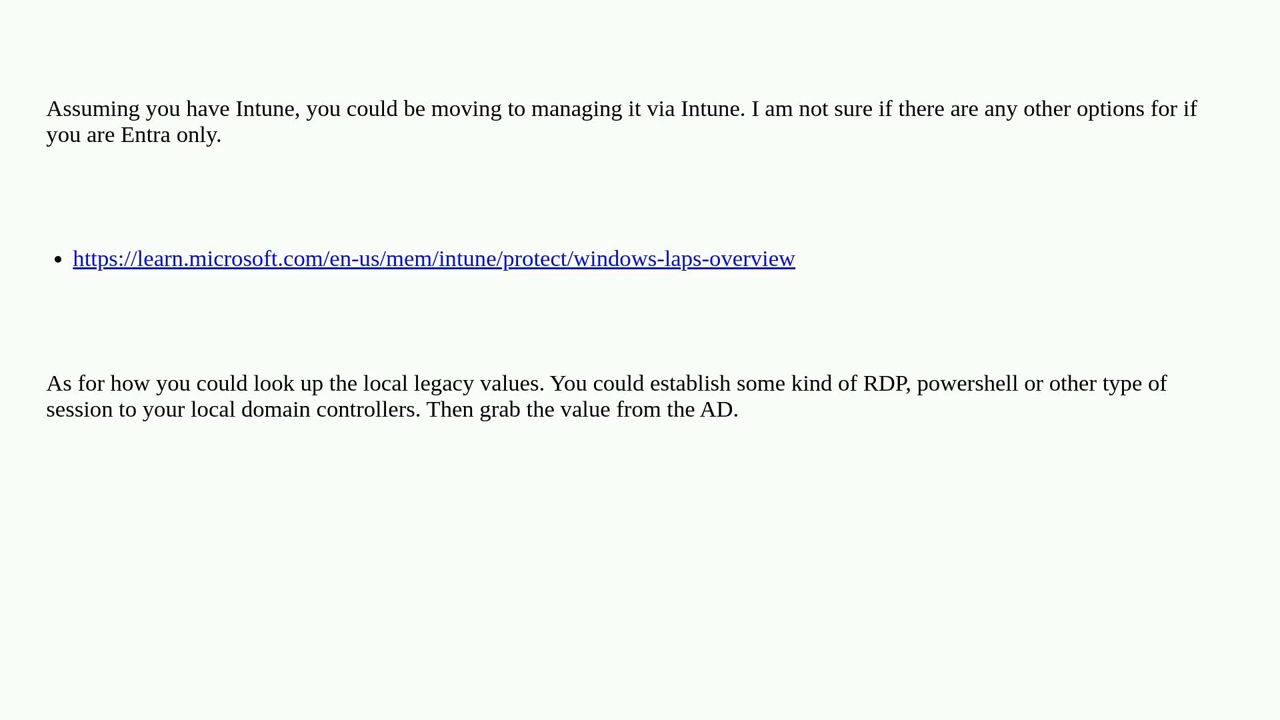 Assuming you have Intune, you could be moving to managing it via Intune. I am not sure if there are any other options for if
you are Entra only.
• https://learn.microsoft.com/en-us/mem/intune/protect/windows-laps-overview
As for how you could look up the local legacy values. You could establish some kind of RDP, powershell or other type of
session to your local domain controllers. Then grab the value from the AD.